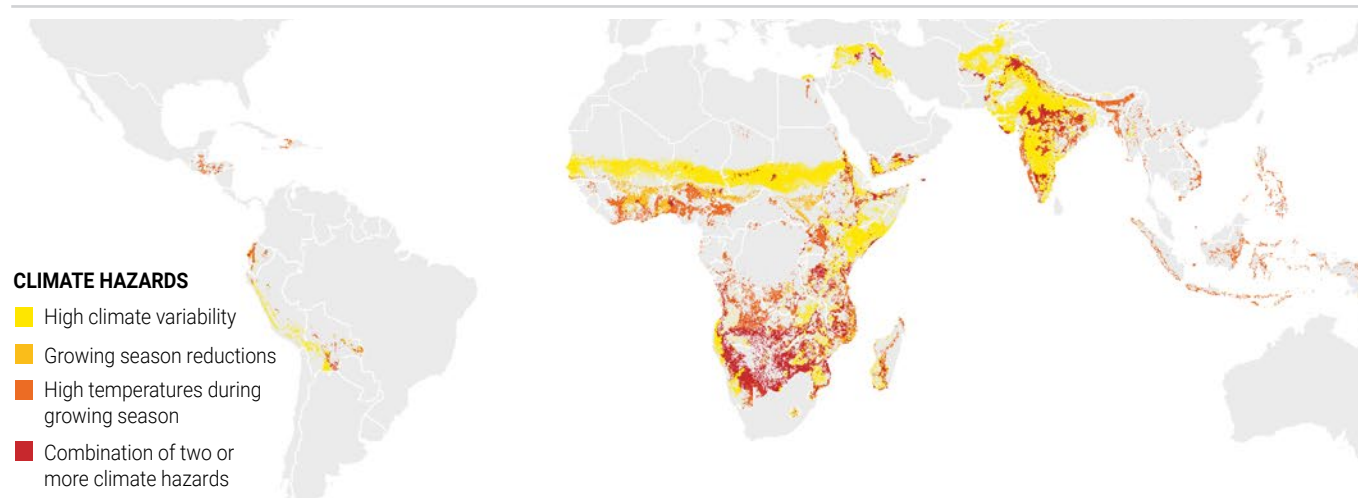 CLIMATE HAZARDS
High climate variability
Growing season reductions
High temperatures during
growing season
Combination of two or
more climate hazards